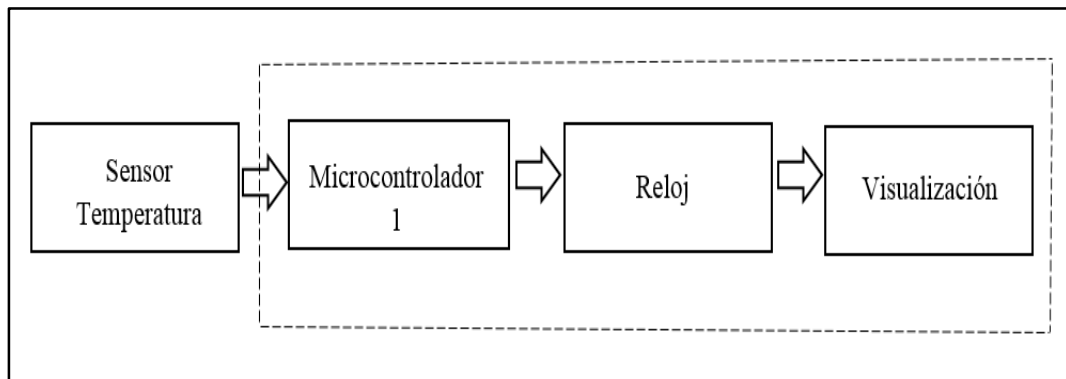 Sensor
Temperatura
Microcontrolador
1
Reloj
Visualización